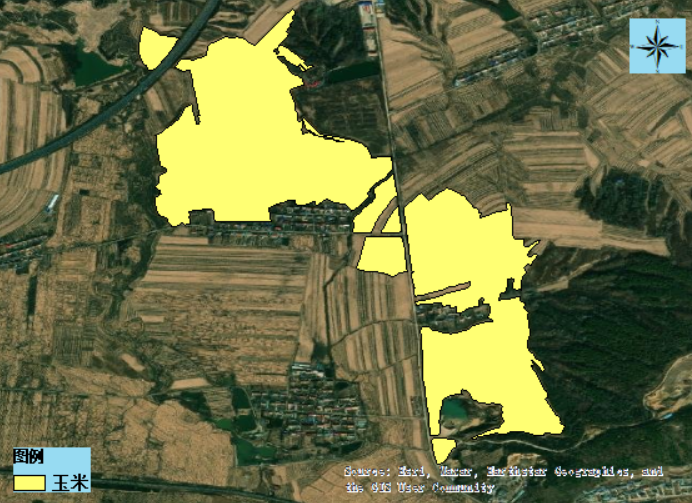 图例
玉米
Source: Esri, Maxar, Earthstar Geographics, and
the GIS User Community